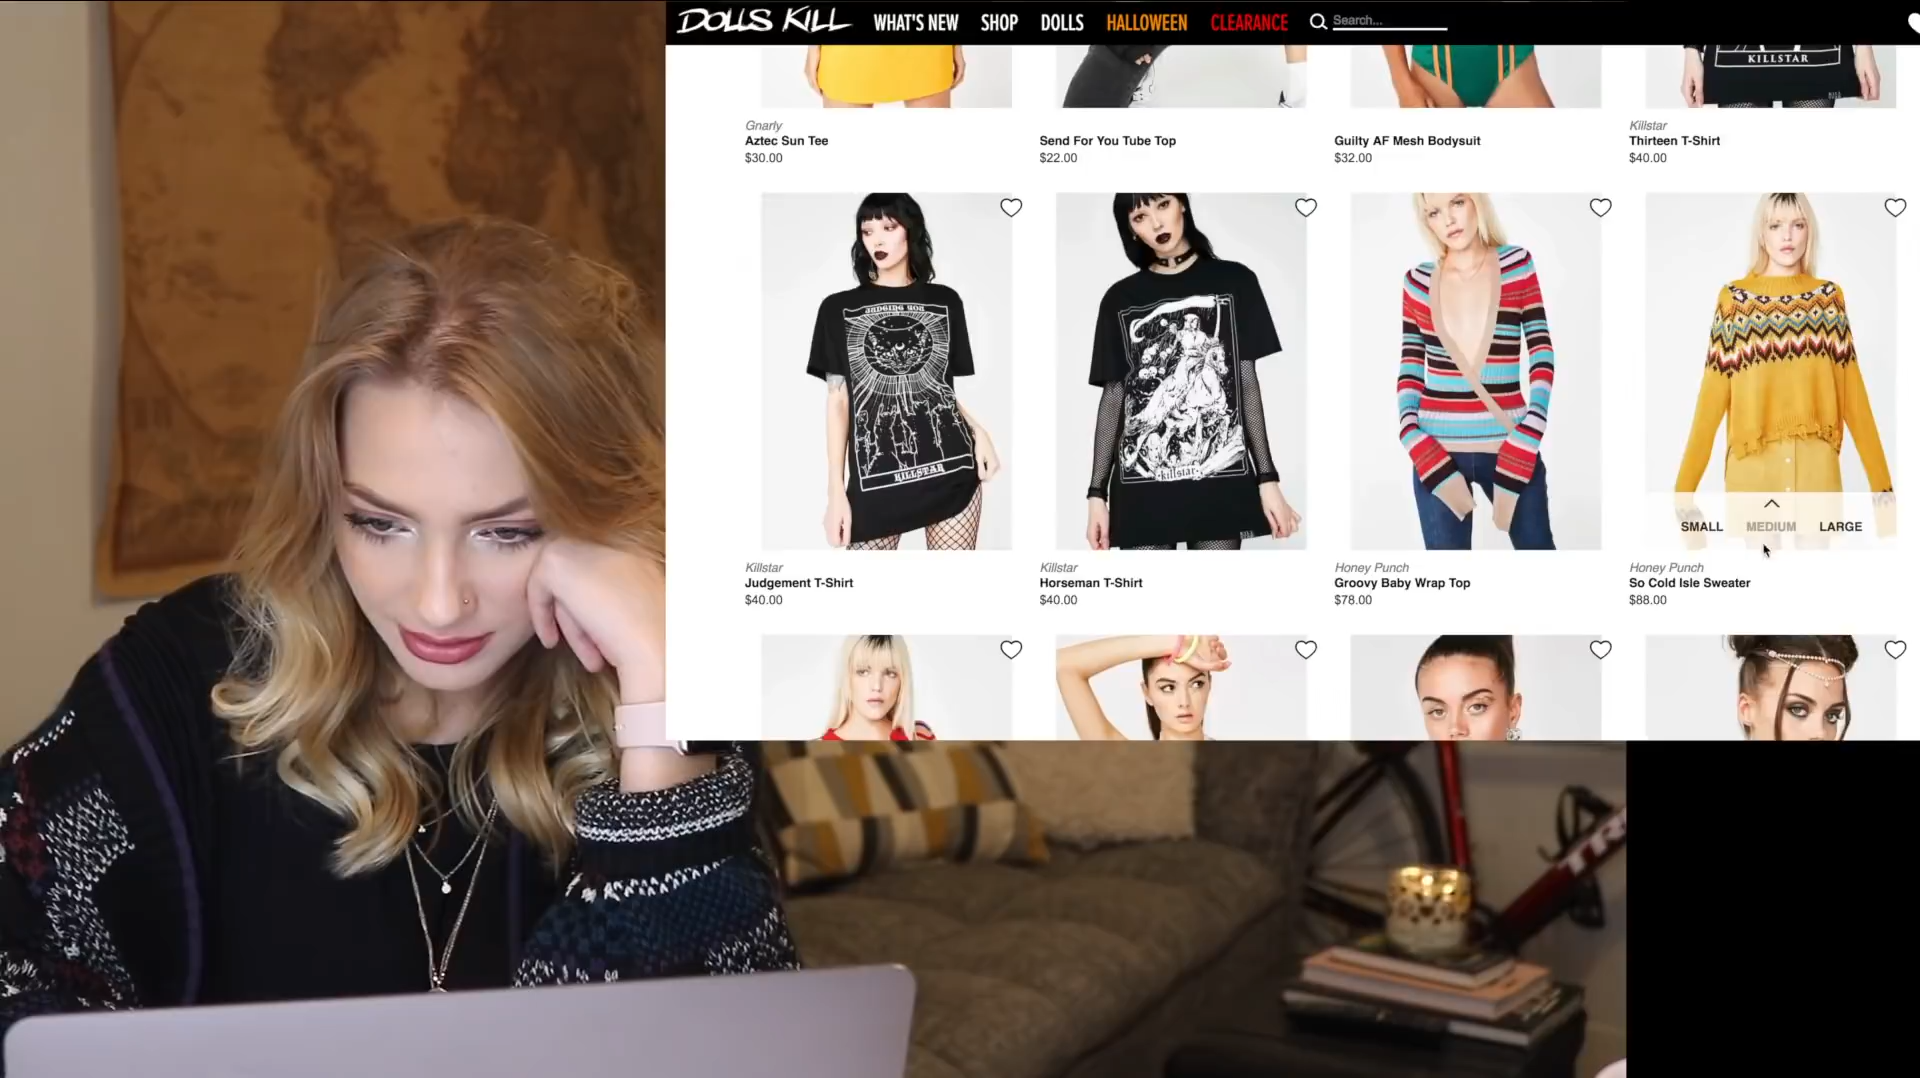 DOLLS KILL WHAT'S NEW SHOP DOLLS HALLOWEEN CLEARANCE Search...
KILLSTAR
Gnarly
Aztec Sun Tee
$30.00
Send For You Tube Top
$22.00
Guilty AF Mesh Bodysuit
$32.00
Killstar
Thirteen T-Shirt
$40.00
JUDGING YOU
KILLSTAR
killstar
SMALL MEDIUM LARGE
Killstar
Judgement T-Shirt
$40.00
Killstar
Horseman T-Shirt
$40.00
Honey Punch
Groovy Baby Wrap Top
$78.00
Honey Punch
So Cold Isle Sweater
$88.00